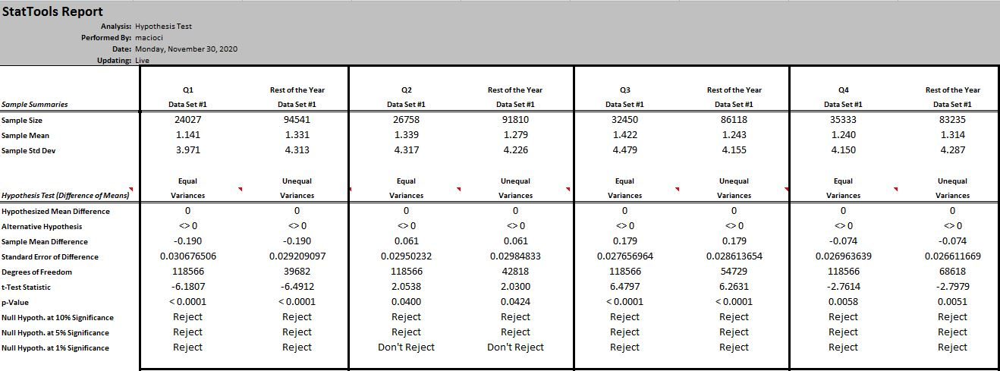 StatTools Report
Analysis: Hypothesis Test
Performed By: macioci
Date: Monday, November 30, 2020
Updating: Live
Q1 Rest of the Year Q2 Rest of the Year Q3 Rest of the Year Q4 Rest of the Year
Sample Summaries Data Set #1 Data Set #1 Data Set #1 Data Set #1 Data Set #1 Data Set #1 Data Set #1 Data Set #1
Sample Size 24027 94541 26758 91810 32450 86118 35333 83235
Sample Mean 1.141 1.331 1.339 1.279 1.422 1.243 1.240 1.314
Sample Std Dev 3.971 4.313 4.317 4.226 4.479 4.155 4.150 4.287
Equal Unequal Equal Unequal Equal Unequal Equal Unequal
Hypothesis Test (Difference of Means) Variances Variances Variances Variances Variances Variances Variances Variances
Hypothesized Mean Difference 0 0 0 0 0 0 0 0
Alternative Hypothesis <> 0 <> 0 <> 0 <> 0 <> 0 <> 0 <> 0 <> 0
Sample Mean Difference -0.190 -0.190 0.061 0.061 0.179 0.179 -0.074 -0.074
Standard Error of Difference 0.030676506 0.029209097 0.02950232 0.02984833 0.027656964 0.028613654 0.026963639 0.026611669
Degrees of Freedom 118566 39682 118566 42818 118566 54729 118566 68618
t-Test Statistic -6.1807 -6.4912 2.0538 2.0300 6.4797 6.2631 -2.7614 -2.7979
p-Value < 0.0001 < 0.0001 0.0400 0.0424 < 0.0001 < 0.0001 0.0058 0.0051
Null Hypoth. at 10% Significance Reject Reject Reject Reject Reject Reject Reject Reject
Null Hypoth. at 5% Significance Reject Reject Reject Reject Reject Reject Reject Reject
Null Hypoth. at 1% Significance Reject Reject Don't Reject Don't Reject Reject Reject Reject Reject